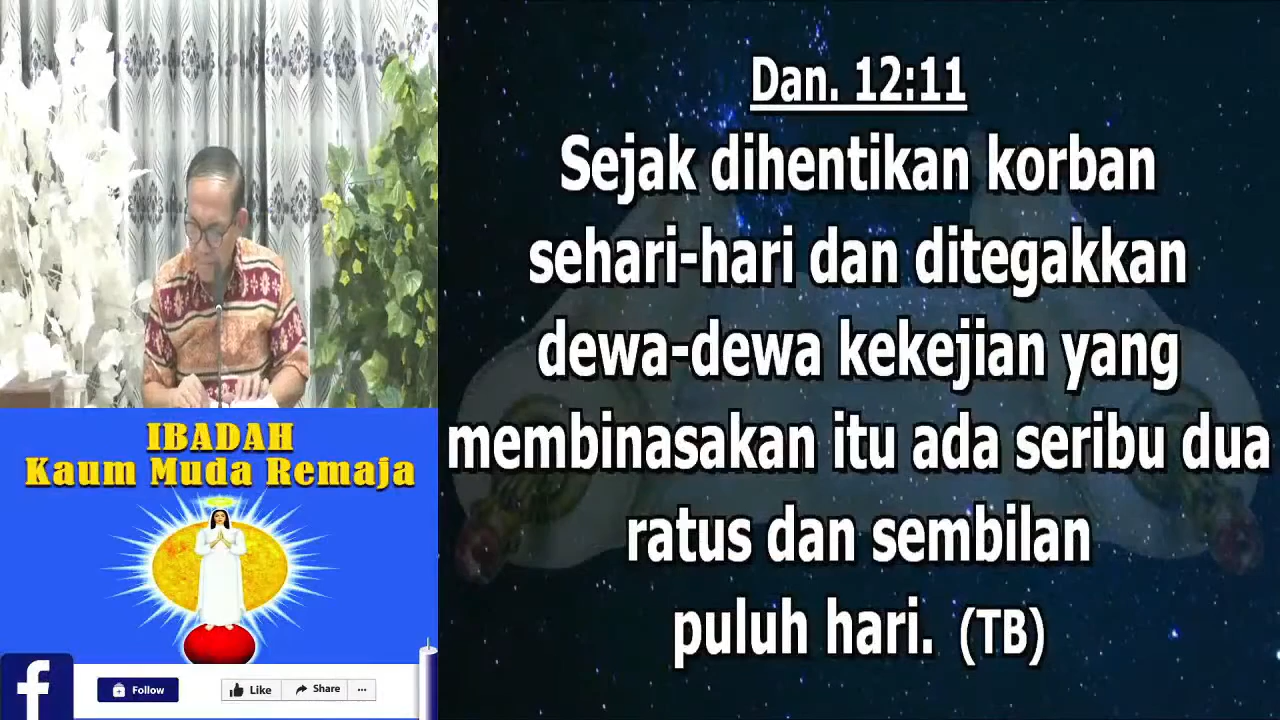 Dan. 12:11
Sejak dihentikan korban
sehari-hari dan ditegakkan
dewa-dewa kekejian yang
membinasakan itu ada seribu dua
ratus dan sembilan
puluh hari. (TB)
IBADAH
Kaum Muda Remaja
f
Follow
Like
Share
...